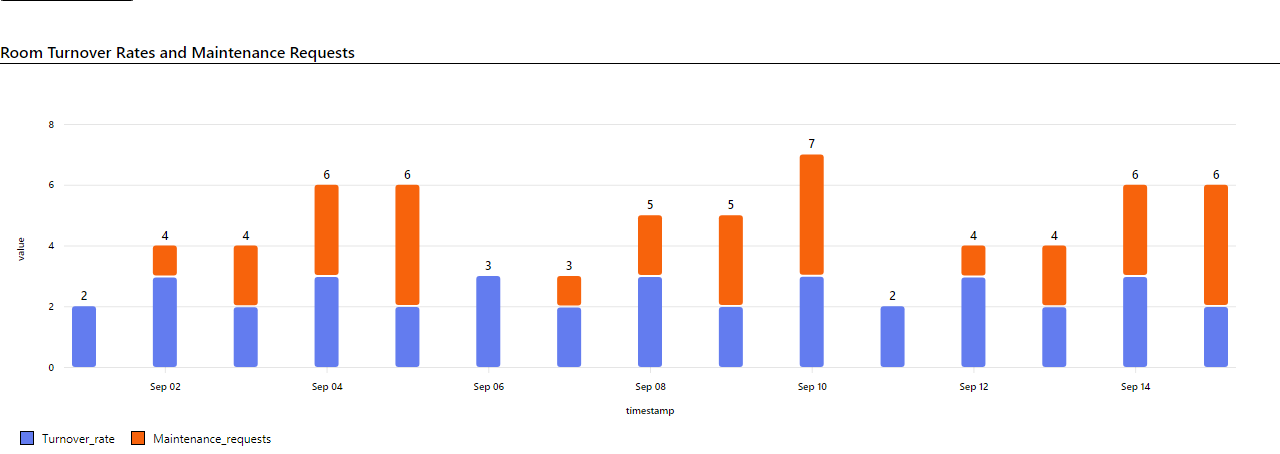 Room Turnover Rates and Maintenance Requests
8
7
6 6 6 6
6
5 5
4 4 4 4
4
3 3
2 2
2
0
value
Sep 02 Sep 04 Sep 06 Sep 08 Sep 10 Sep 12 Sep 14
timestamp
Turnover_rate Maintenance_requests